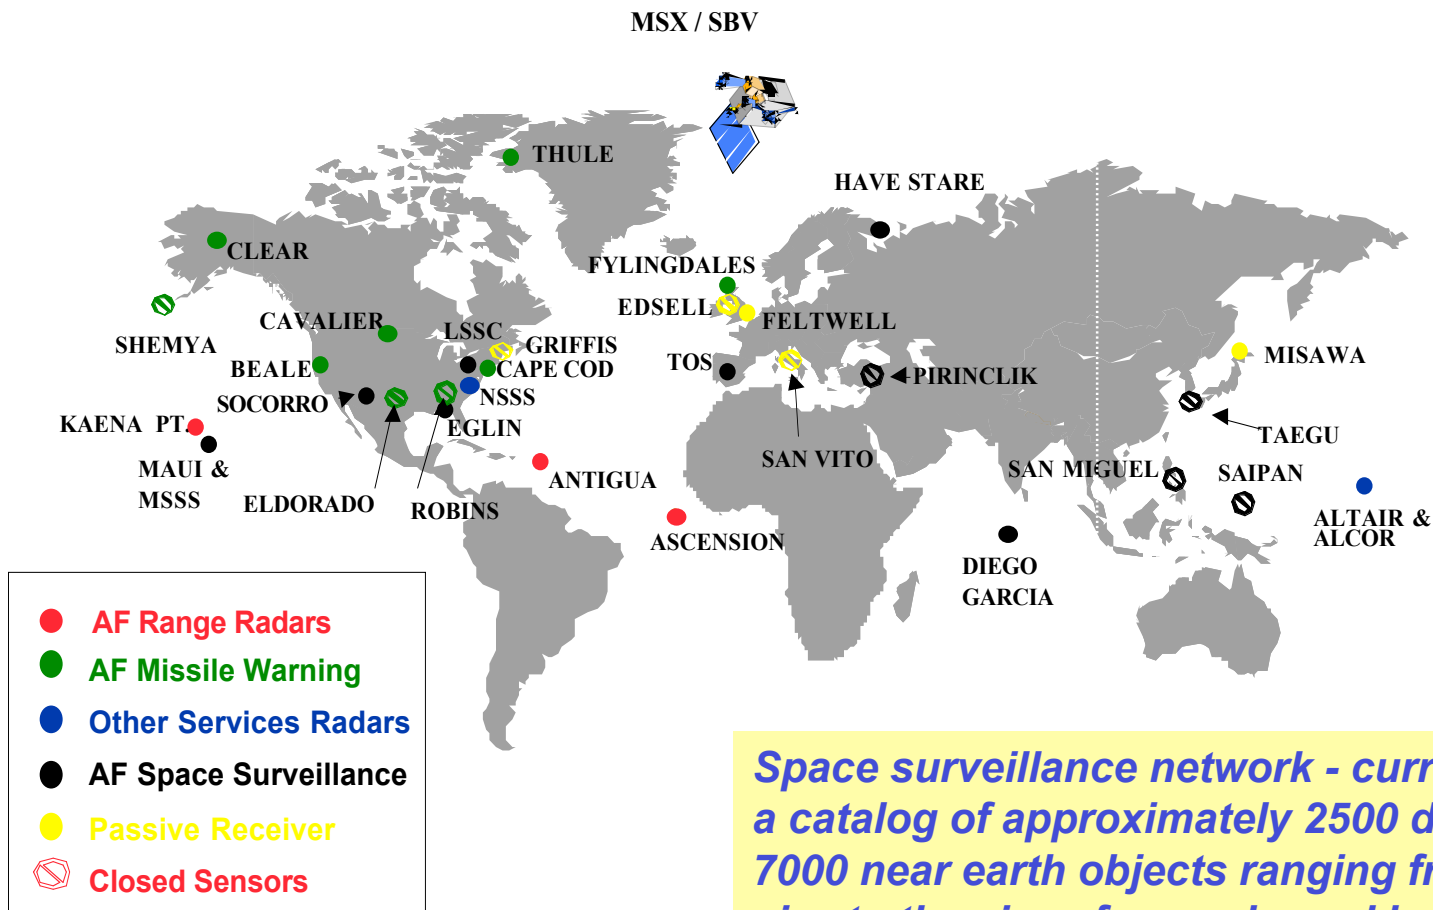 MSX / SBV
THULE
HAVE STARE
CLEAR
FYLINGDALES
EDSELL
FELTWELL
SHEMYA
CAVALIER
LSSC
GRIFFIS
BEALE
CAPE COD
TOS
PIRINCLIK
MISAWA
SOCORRO
NSSS
KAENA PT.
EGLIN
TAEGU
MAUI &
MSSS
ELDORADO
ROBINS
ANTIGUA
SAN VITO
SAN MIGUEL
SAIPAN
ASCENSION
DIEGO
GARCIA
ALTAIR &
ALCOR
AF Range Radars
AF Missile Warning
Other Services Radars
AF Space Surveillance
Passive Receiver
Closed Sensors
Space surveillance network - curr
a catalog of approximately 2500 d
7000 near earth objects ranging fr